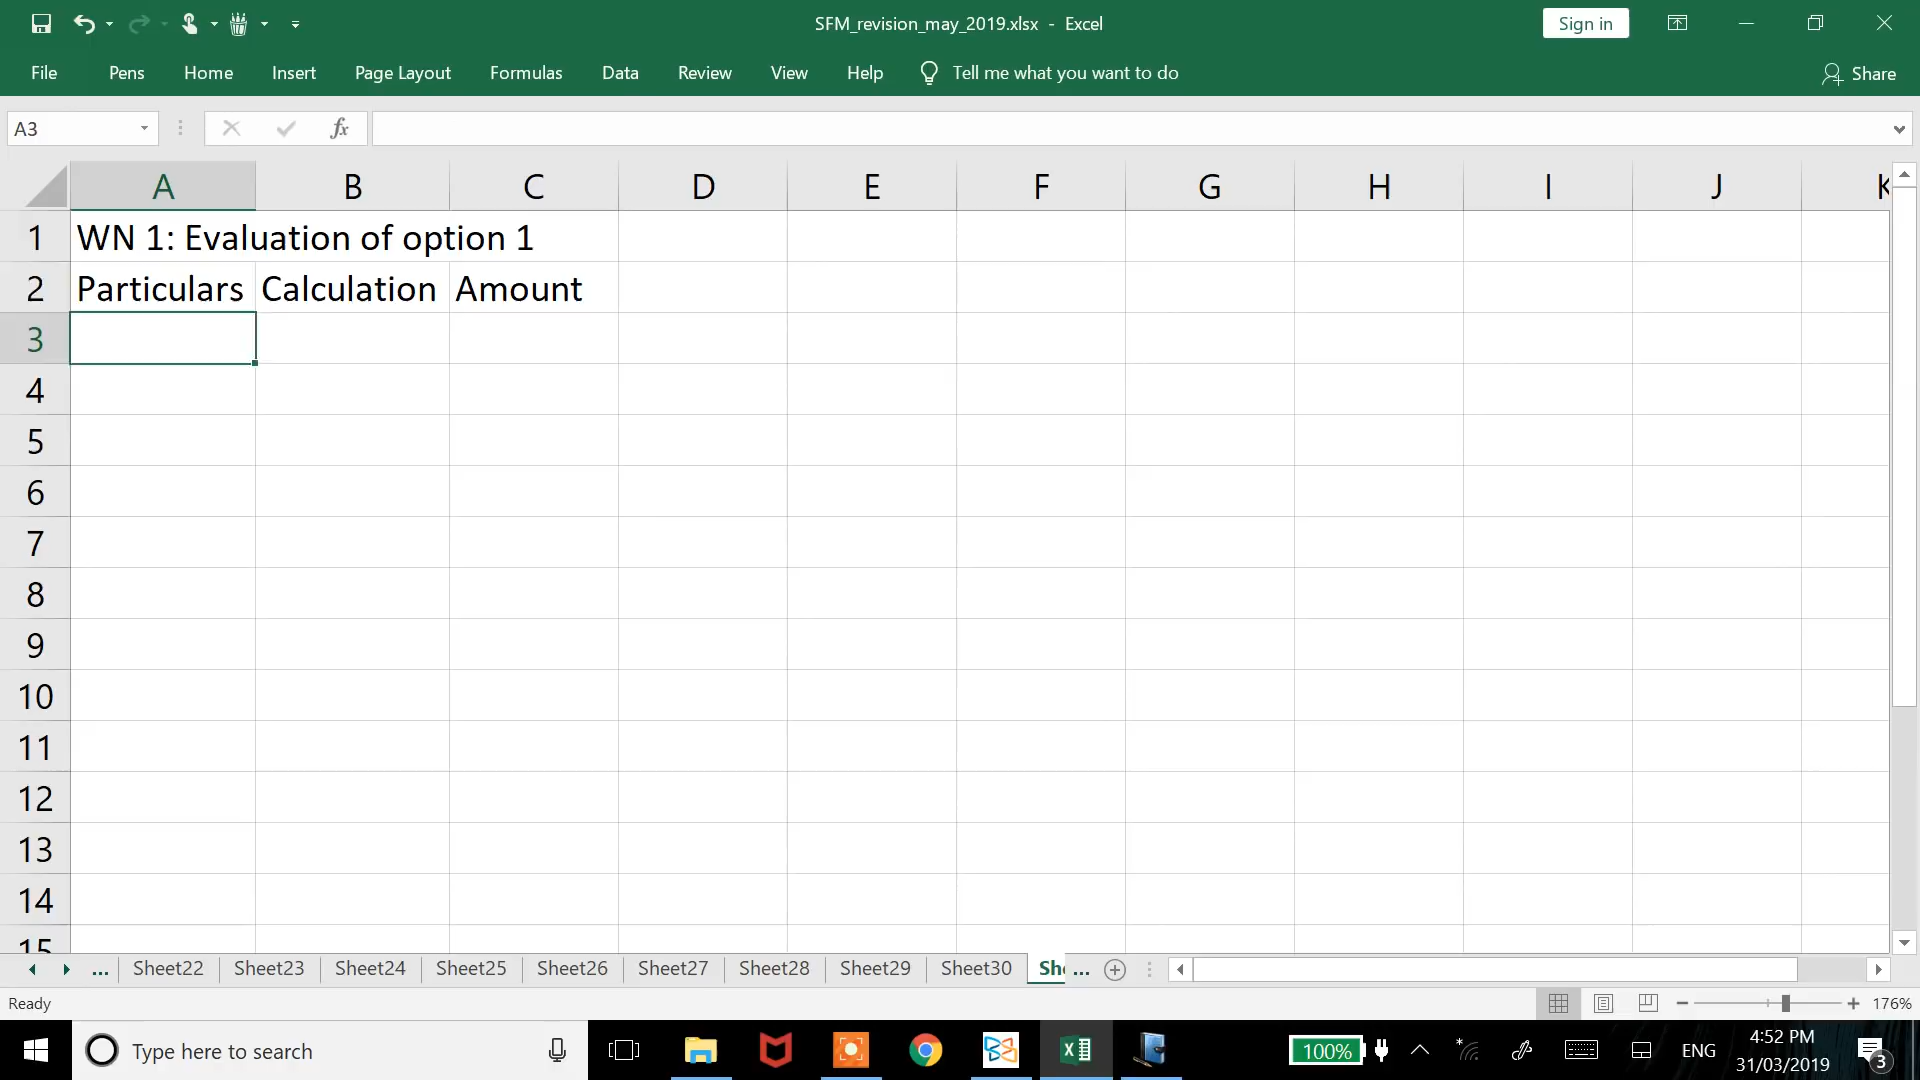 SFM_revision_may_2019.xlsx - Excel
Sign in
File Pens Home Insert Page Layout Formulas Data Review View Help Tell me what you want to do Share
A3 fx
A B C D E F G H I J K
1 WN 1: Evaluation of option 1
2 Particulars Calculation Amount
3
4
5
6
7
8
9
10
11
12
13
14
15
... Sheet22 Sheet23 Sheet24 Sheet25 Sheet26 Sheet27 Sheet28 Sheet29 Sheet30 She ...
Ready 176%
Type here to search 100% ENG 4:52 PM
31/03/2019 3